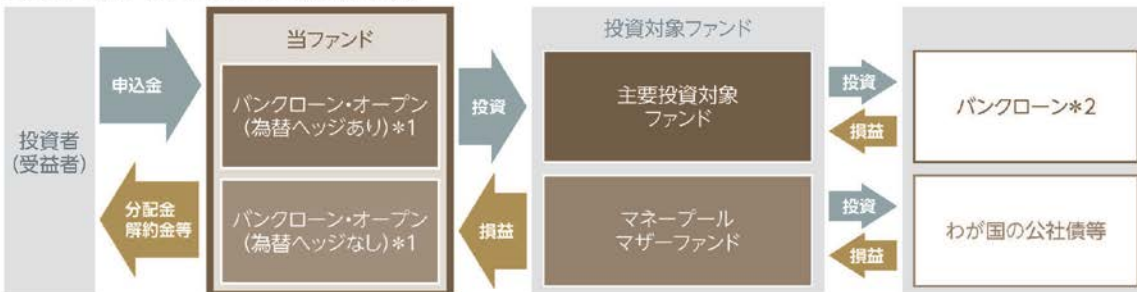 投資者
(受益者)
申込金
分配金
解約金等
当ファンド
バンクローン・オープン
(為替ヘッジあり)*1
バンクローン・オープン
(為替ヘッジなし)*1
投資
損益
投資対象ファンド
主要投資対象
ファンド
マネープール
マザーファンド
投資
損益
投資
損益
バンクローン*2
わが国の公社債等